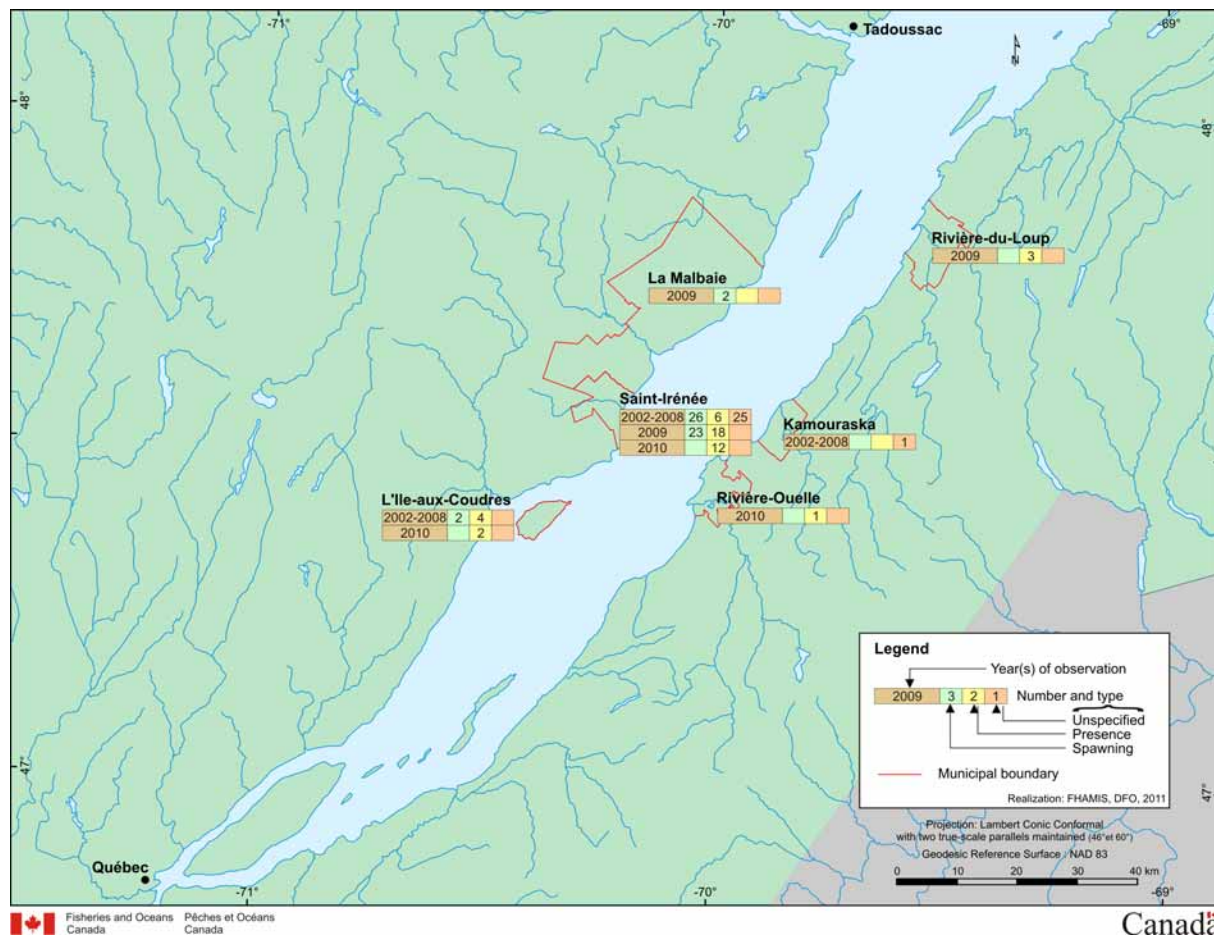 -71°
-70°
-69°
Tadoussac
N
48°
48°
Rivière-du-Loup
2009 3
La Malbaie
2009 2
Saint-Irénée
2002-2008 26 6 25
2009 23 18
2010 12
Kamouraska
2002-2008 1
L'Ile-aux-Coudres
2002-2008 2 4
2010 2
Rivière-Ouelle
2010 1
Legend
Year(s) of observation
2009 3 2 1 Number and type
Unspecified
Presence
Spawning
Municipal boundary
Realization: FHAMIS, DFO, 2011
47°
47°
Projection: Lambert Conic Conformal
with two true-scale parallels maintained (46°et 60°)
Geodesic Reference Surface : NAD 83
0 10 20 30 40 km
Québec
-71°
-70°
-69°
Fisheries and Oceans Pêches et Océans
Canada Canada
Canada